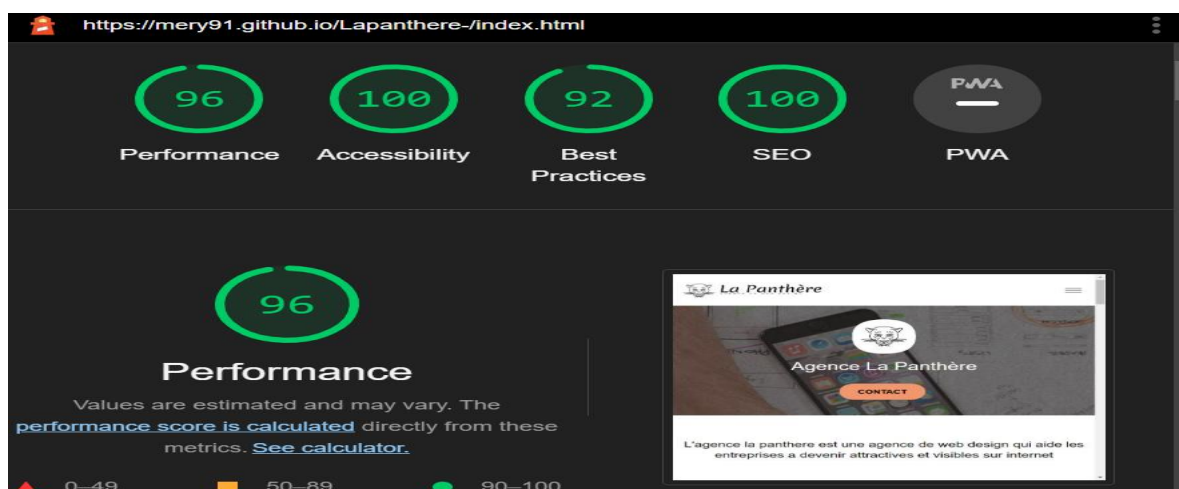 https://mery91.github.io/Lapanthere-/index.html
96
100
92
100
PWA
Performance
Accessibility
Best
Practices
SEO
PWA
96
Performance
Values are estimated and may vary. The
performance score is calculated directly from these
metrics. See calculator.
0–49
50–89
90–100
La Panthère
Agence La Panthère
CONTACT
L'agence la panthere est une agence de web design qui aide les
entreprises a devenir attractives et visibles sur internet